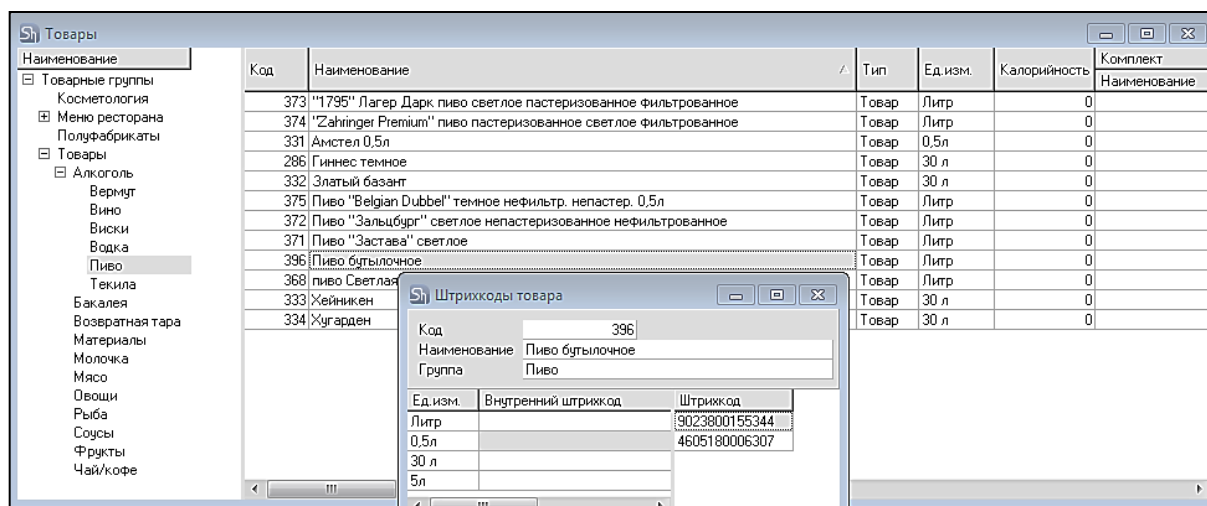 Sh Товары
Наименование
Товарные группы
Косметология
Меню ресторана
Полуфабрикаты
Товары
Алкоголь
Вермут
Вино
Виски
Водка
Пиво
Текила
Бакалея
Возвратная тара
Материалы
Молочка
Мясо
Овощи
Рыба
Соусы
Фрукты
Чай/кофе
Код Наименование Тип Ед.изм. Калорийность Комплект
Наименование
373 "1795" Лагер Дарк пиво светлое пастеризованное фильтрованное Товар Литр 0
374 "Zahringer Premium" пиво пастеризованное светлое фильтрованное Товар Литр 0
331 Амстел 0,5л Товар 0,5л 0
286 Гиннес темное Товар 30 л 0
332 Златый базант Товар 30 л 0
375 Пиво "Belgian Dubbel" темное нефильтр. непастер. 0,5л Товар Литр 0
372 Пиво "Зальцбург" светлое непастеризованное нефильтрованное Товар Литр 0
371 Пиво "Застава" светлое Товар Литр 0
396 Пиво бутылочное Товар Литр 0
368 пиво Светлая Товар Литр 0
333 Хейникен Товар 30 л 0
334 Хугарден Товар 30 л 0
Sh Штрихкоды товара
Код 396
Наименование Пиво бутылочное
Группа Пиво
Ед.изм. Внутренний штрихкод Штрихкод
Литр 9023800155344
0,5л 4605180006307
30 л
5л